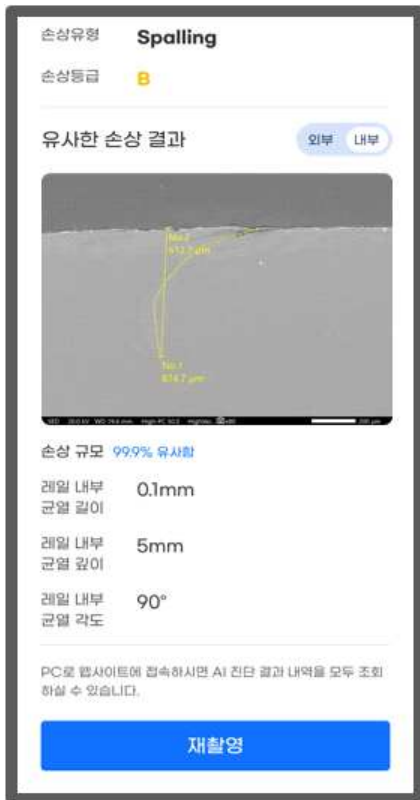 손상유형 Spalling
손상등급 B
유사한 손상 결과 외부 내부
No.2
No.1
200 μm
손상 규모 99.9% 유사함
레일 내부 0.1mm
균열 길이
레일 내부 5mm
균열 깊이
레일 내부 90°
균열 각도
PC로 웹사이트에 접속하시면 AI 진단 결과 내역을 모두 조회
하실 수 있습니다.
재촬영